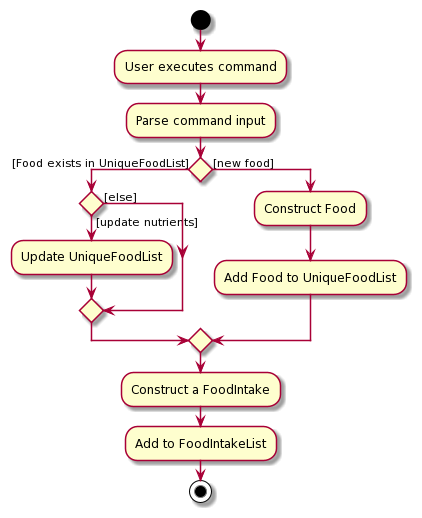 User executes command
Parse command input
[Food exists in UniqueFoodList]
[new food]
[else]
[update nutrients]
Construct Food
Update UniqueFoodList
Add Food to UniqueFoodList
Construct a FoodIntake
Add to FoodIntakeList